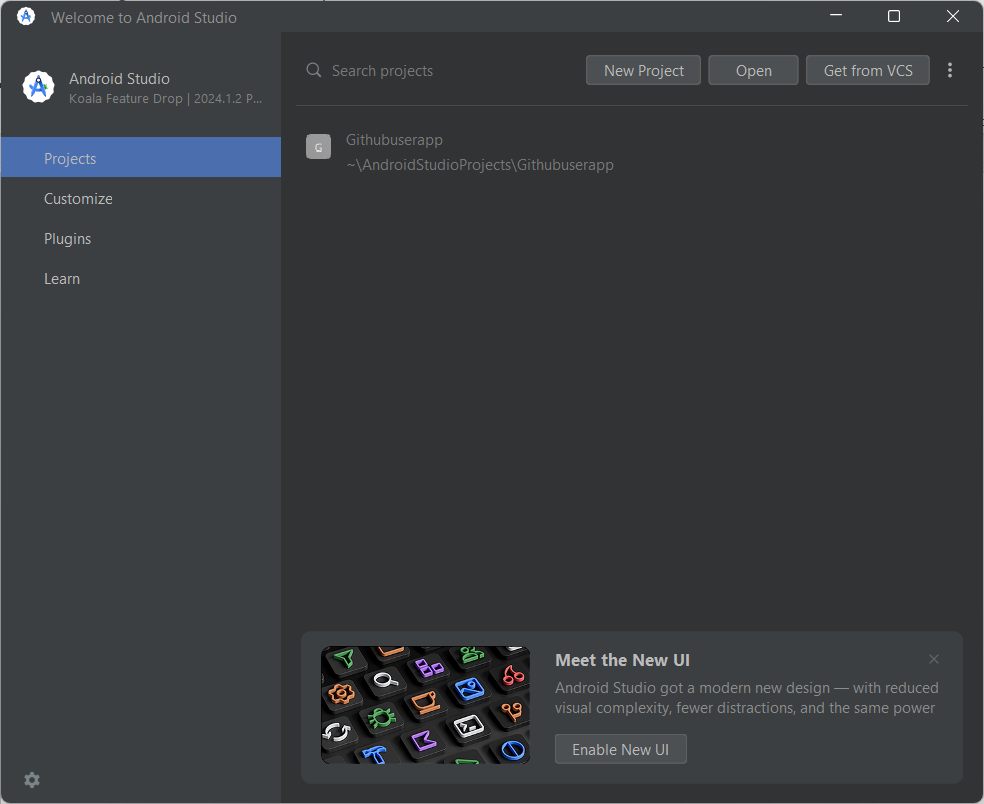 Welcome to Android Studio
Android Studio
Koala Feature Drop | 2024.1.2 P...
Projects
Customize
Plugins
Learn
Search projects
New Project
Open
Get from VCS
G
Githubuserapp
~\AndroidStudioProjects\Githubuserapp
Meet the New UI
Android Studio got a modern new design — with reduced
visual complexity, fewer distractions, and the same power
Enable New UI